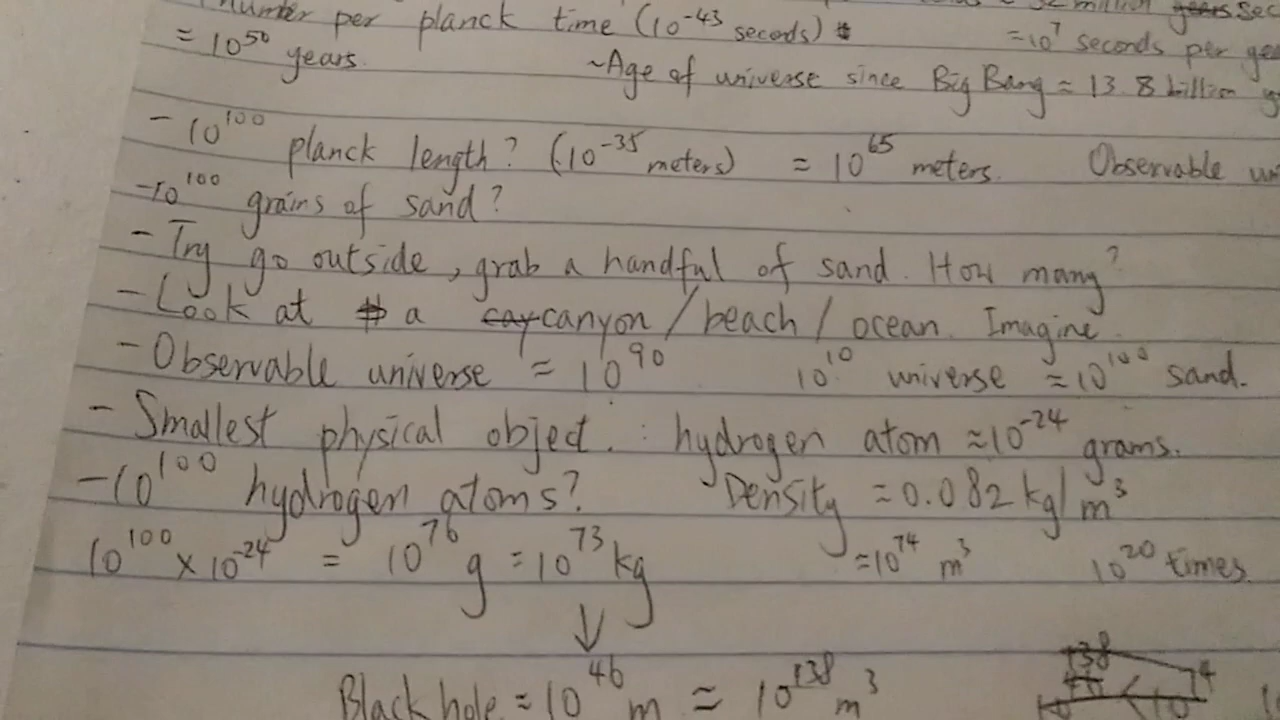 number per planck time (10^-43 seconds)
= 10^50 years.
million sec
= 10^7 seconds per
~Age of universe since Big Bang ≈ 13.8 billion
- 10^100 planck length? (10^-35 meters) = 10^65 meters. Observable
- 10^100 grains of sand?
- Try go outside, grab a handful of sand. How many?
- Look at a canyon / beach / ocean. Imagine.
- Observable universe = 10^90 10^10 universe ≈ 10^100 sand.
- Smallest physical object. : hydrogen atom ≈ 10^-24 grams.
- 10^100 hydrogen atoms? Density = 0.082 kg/m^3
10^100 × 10^-24 = 10^76 g = 10^73 kg ≈ 10^74 m^3 10^20 times.
↓
Black hole = 10^46 m ≈ 10^138 m^3